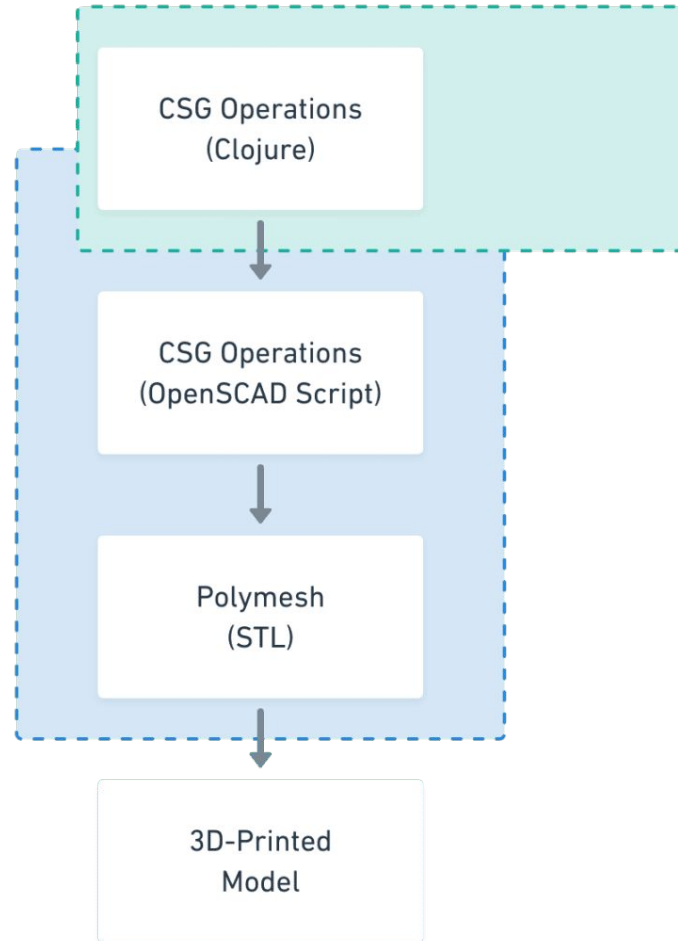 CSG Operations
(Clojure)
CSG Operations
(OpenSCAD Script)
Polymesh
(STL)
3D-Printed
Model